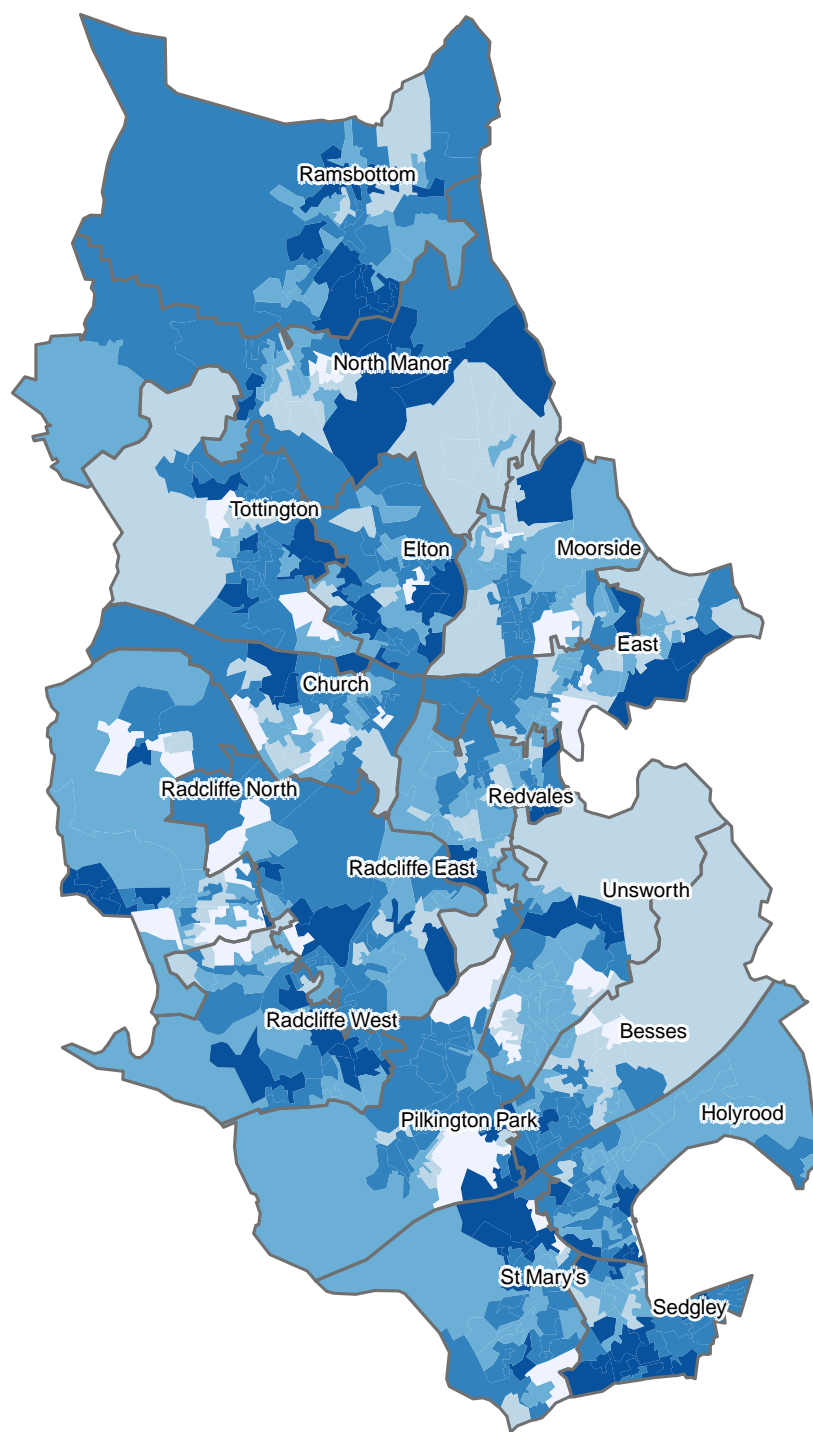 Ramsbottom
North Manor
Tottington
Elton
Moorside
East
Church
Radcliffe North
Redvales
Radcliffe East
Unsworth
Radcliffe West
Besses
Pilkington Park
Holyrood
St Mary's
Sedgley